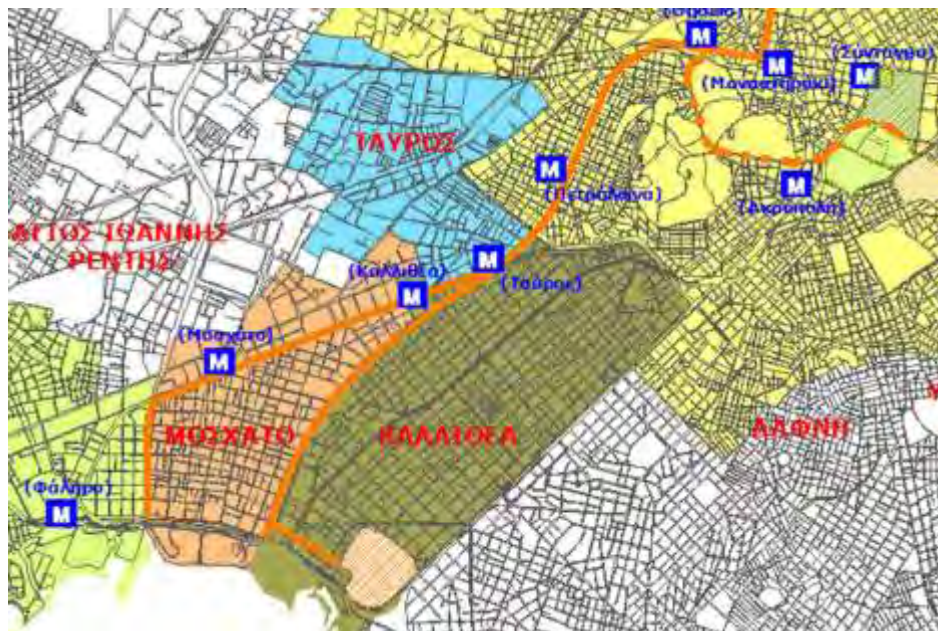 M
M
(Σύνταγμα)
M
(Μοναστηράκι)
ΤΑΥΡΟΣ
M
(Πετράλωνα)
M
(Ακρόπολη)
ΑΓΙΟΣ ΙΩΑΝΝΗΣ
ΡΕΝΤΗΣ
(Καλλιθέα)
M
(Ταύρος)
M
(Μοσχάτο)
M
ΜΟΣΧΑΤΟ
ΚΑΛΛΙΘΕΑ
ΔΑΦΝΗ
(Φάληρο)
M